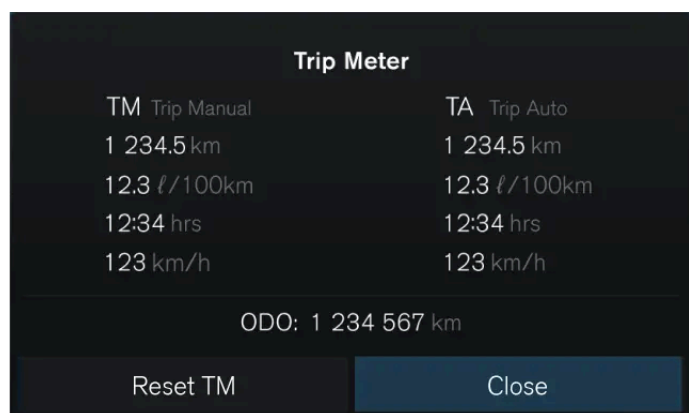 Trip Meter
TM Trip Manual TA Trip Auto
1 234.5 km 1 234.5 km
12.3 ℓ/100km 12.3 ℓ/100km
12:34 hrs 12:34 hrs
123 km/h 123 km/h
ODO: 1 234 567 km
Reset TM Close